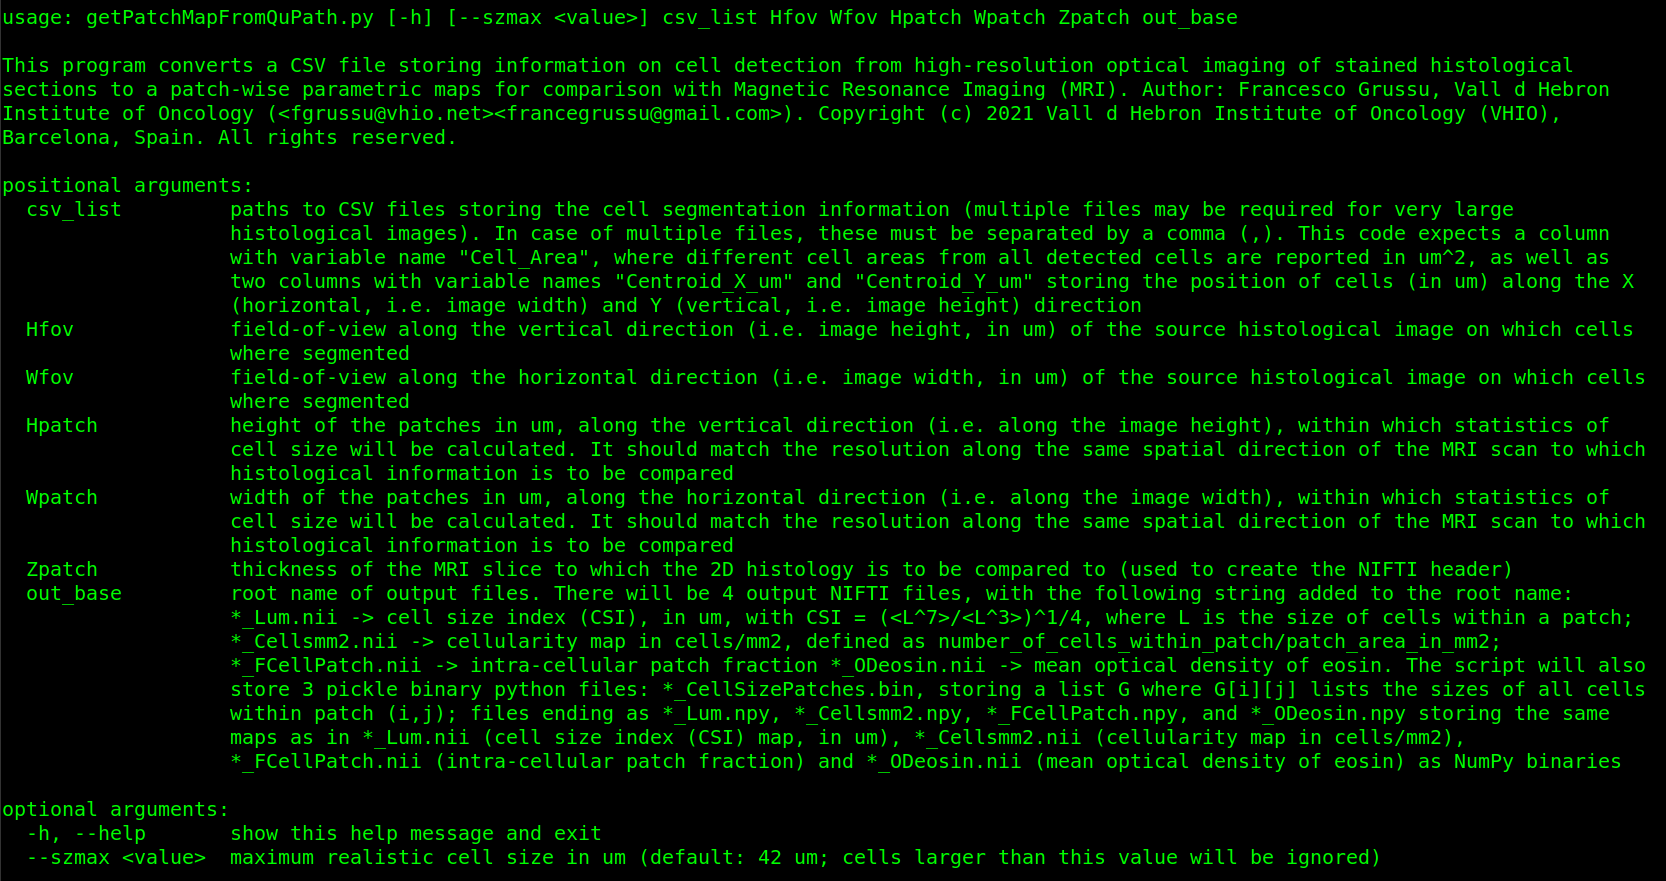 usage: getPatchMapFromQuPath.py [-h] [--szmax <value>] csv_list Hfov Wfov Hpatch Wpatch Zpatch out_base
This program converts a CSV file storing information on cell detection from high-resolution optical imaging of stained histological
sections to a patch-wise parametric maps for comparison with Magnetic Resonance Imaging (MRI). Author: Francesco Grussu, Vall d Hebron
Institute of Oncology (<fgrussu@vhio.net><francegrussu@gmail.com>). Copyright (c) 2021 Vall d Hebron Institute of Oncology (VHIO),
Barcelona, Spain. All rights reserved.
positional arguments:
csv_list paths to CSV files storing the cell segmentation information (multiple files may be required for very large
histological images). In case of multiple files, these must be separated by a comma (,). This code expects a column
with variable name "Cell_Area", where different cell areas from all detected cells are reported in um^2, as well as
two columns with variable names "Centroid_X_um" and "Centroid_Y_um" storing the position of cells (in um) along the X
(horizontal, i.e. image width) and Y (vertical, i.e. image height) direction
Hfov field-of-view along the vertical direction (i.e. image height, in um) of the source histological image on which cells
where segmented
Wfov field-of-view along the horizontal direction (i.e. image width, in um) of the source histological image on which cells
where segmented
Hpatch height of the patches in um, along the vertical direction (i.e. along the image height), within which statistics of
cell size will be calculated. It should match the resolution along the same spatial direction of the MRI scan to which
histological information is to be compared
Wpatch width of the patches in um, along the horizontal direction (i.e. along the image width), within which statistics of
cell size will be calculated. It should match the resolution along the same spatial direction of the MRI scan to which
histological information is to be compared
Zpatch thickness of the MRI slice to which the 2D histology is to be compared to (used to create the NIFTI header)
out_base root name of output files. There will be 4 output NIFTI files, with the following string added to the root name:
*_Lum.nii -> cell size index (CSI), in um, with CSI = (<L^7>/<L^3>)^1/4, where L is the size of cells within a patch;
*_Cellsmm2.nii -> cellularity map in cells/mm2, defined as number_of_cells_within_patch/patch_area_in_mm2;
*_FCellPatch.nii -> intra-cellular patch fraction *_ODeosin.nii -> mean optical density of eosin. The script will also
store 3 pickle binary python files: *_CellSizePatches.bin, storing a list G where G[i][j] lists the sizes of all cells
within patch (i,j); files ending as *_Lum.npy, *_Cellsmm2.npy, *_FCellPatch.npy, and *_ODeosin.npy storing the same
maps as in *_Lum.nii (cell size index (CSI) map, in um), *_Cellsmm2.nii (cellularity map in cells/mm2),
*_FCellPatch.nii (intra-cellular patch fraction) and *_ODeosin.nii (mean optical density of eosin) as NumPy binaries
optional arguments:
-h, --help show this help message and exit
--szmax <value> maximum realistic cell size in um (default: 42 um; cells larger than this value will be ignored)